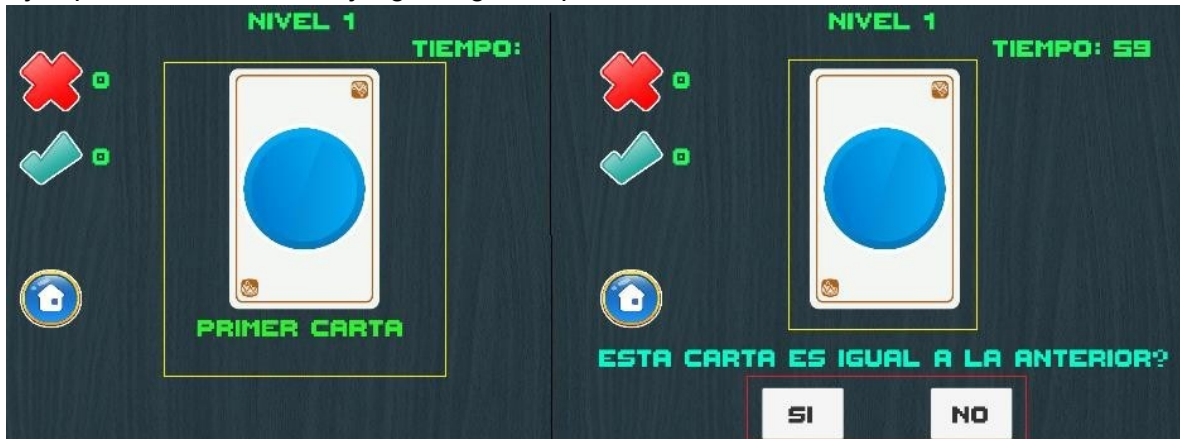 NIVEL 1
TIEMPO:
0
0
PRIMER CARTA
NIVEL 1
TIEMPO: 59
0
0
ESTA CARTA ES IGUAL A LA ANTERIOR?
SI NO